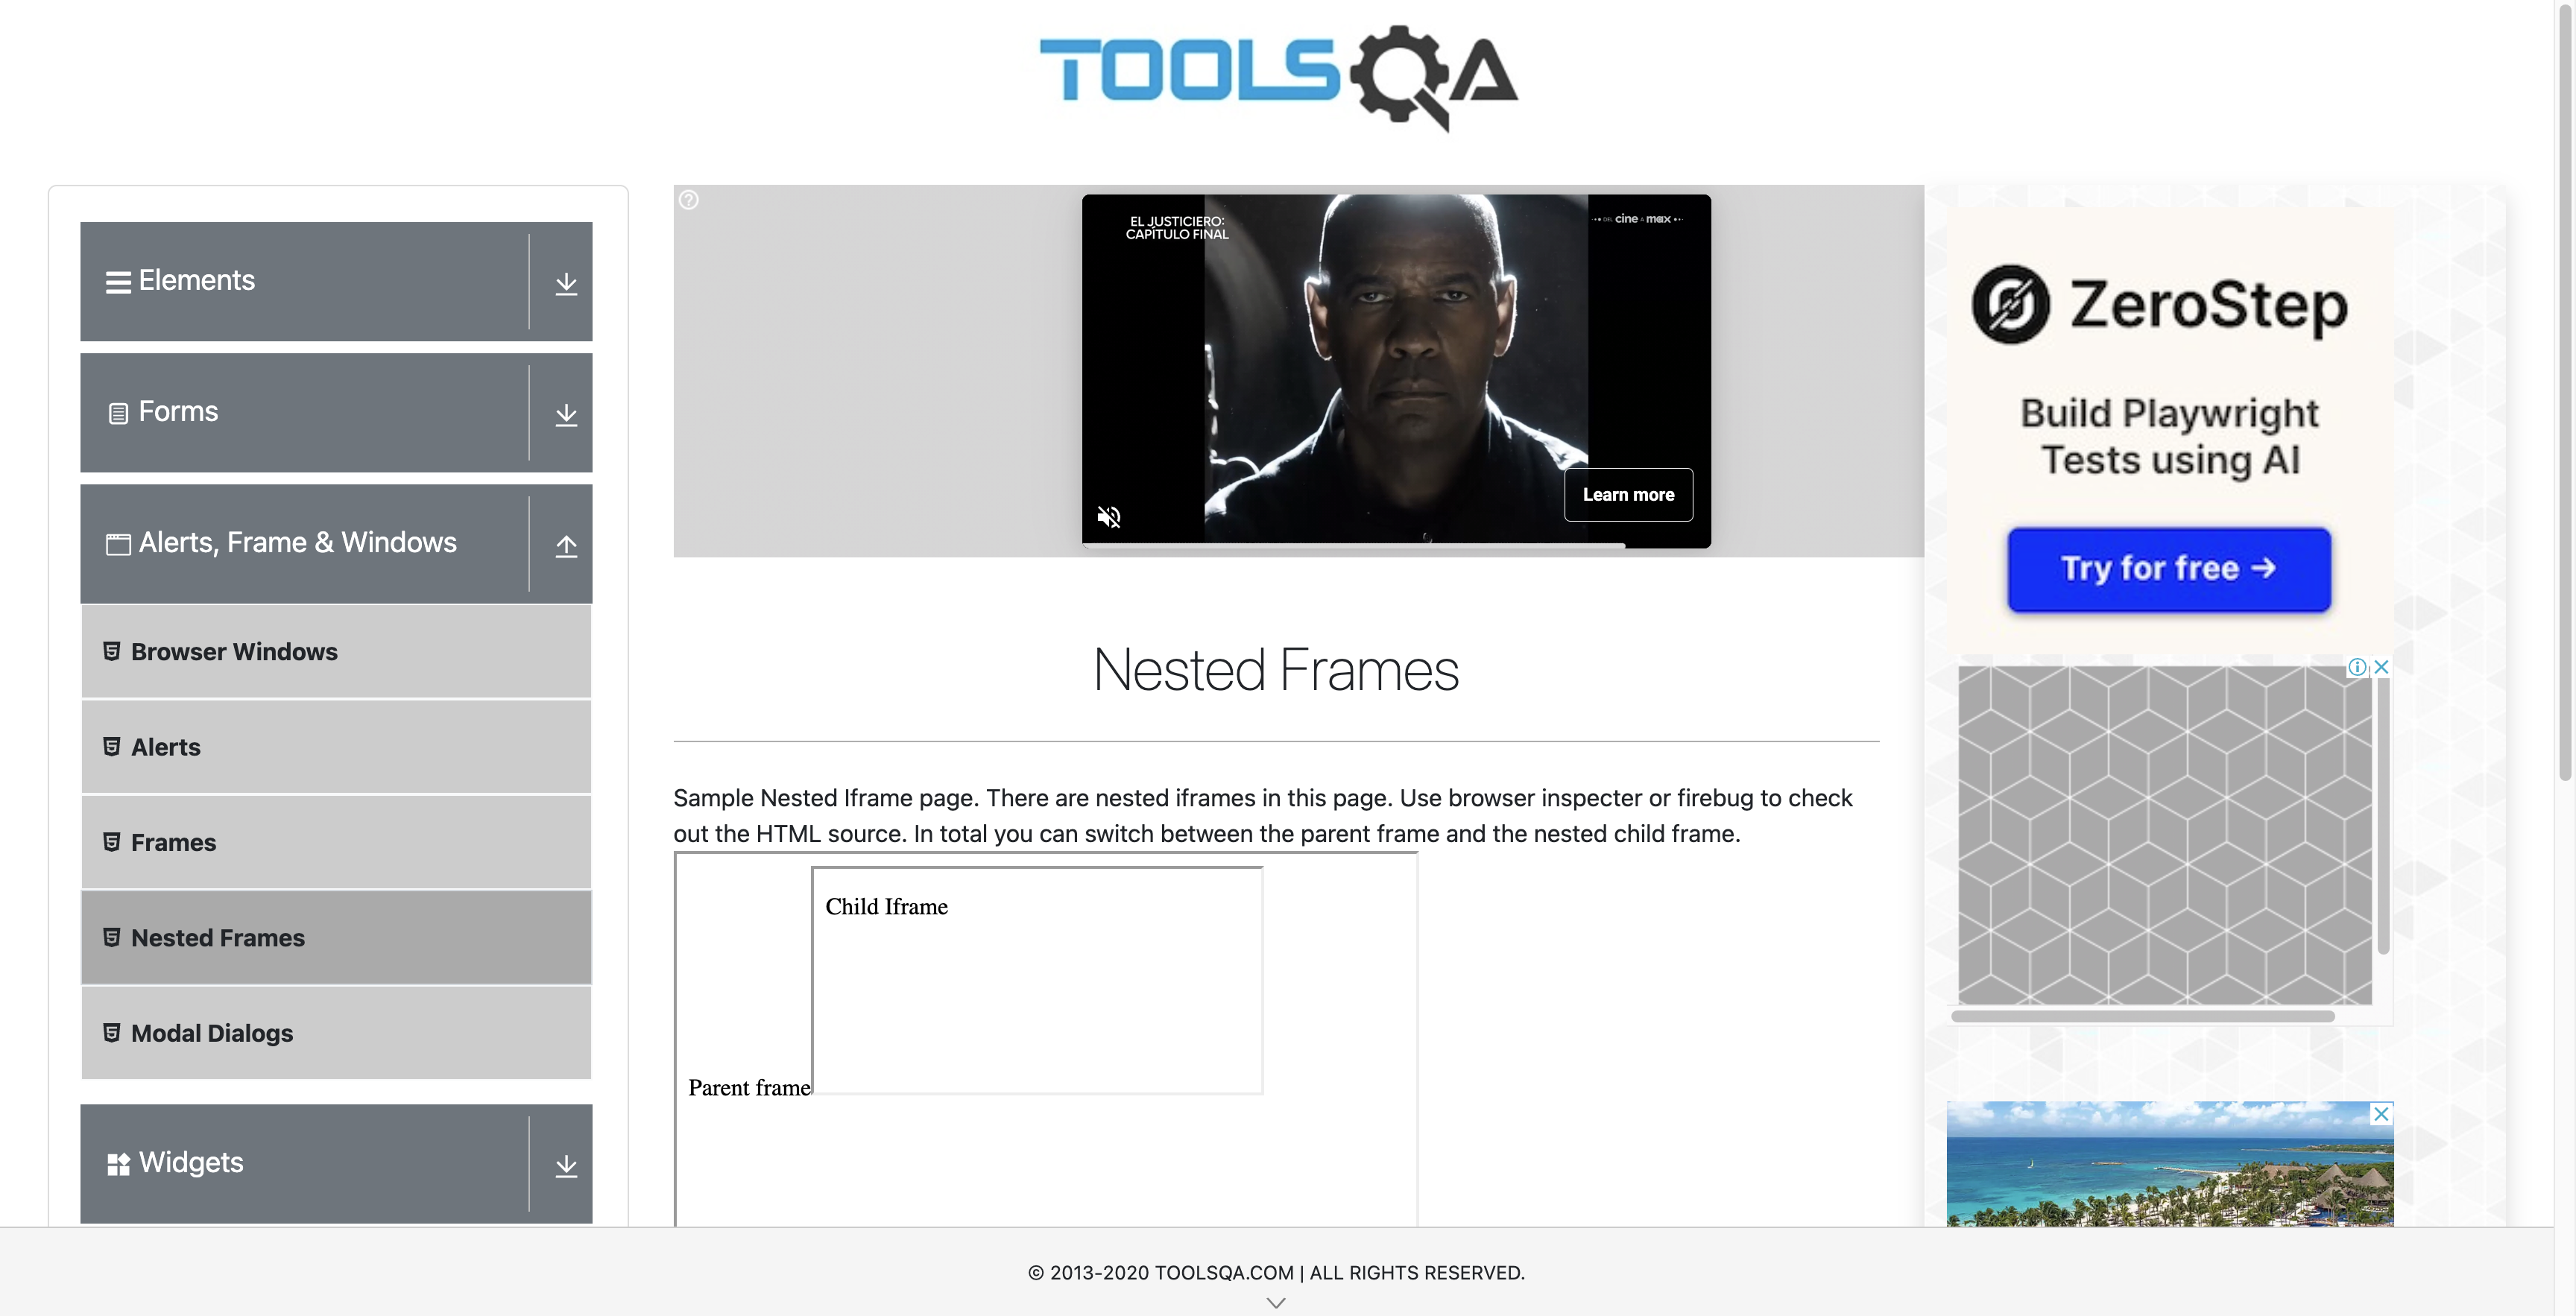 TOOLSQA
Elements
Forms
Alerts, Frame & Windows
Browser Windows
Alerts
Frames
Nested Frames
Modal Dialogs
Widgets
EL JUSTICIERO:
CAPÍTULO FINAL
DEL cine A max
Learn more
Nested Frames
Sample Nested Iframe page. There are nested iframes in this page. Use browser inspecter or firebug to check
out the HTML source. In total you can switch between the parent frame and the nested child frame.
Child Iframe
Parent frame
ZeroStep
Build Playwright
Tests using AI
Try for free →
© 2013-2020 TOOLSQA.COM | ALL RIGHTS RESERVED.